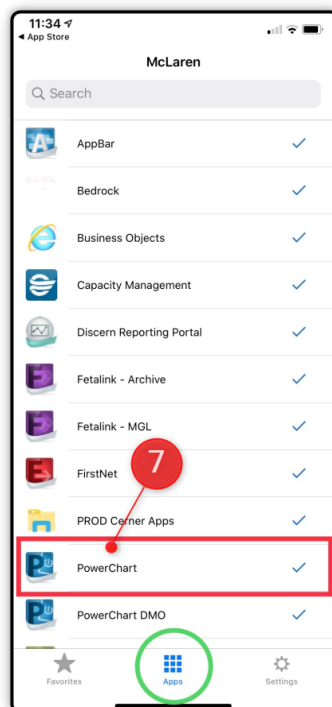 11:34
App Store
McLaren
Search
AppBar
Bedrock
Business Objects
Capacity Management
Discern Reporting Portal
Fetalink - Archive
Fetalink - MGL
7
FirstNet
PROD Cerner Apps
PowerChart
PowerChart DMO
Favorites
Apps
Settings